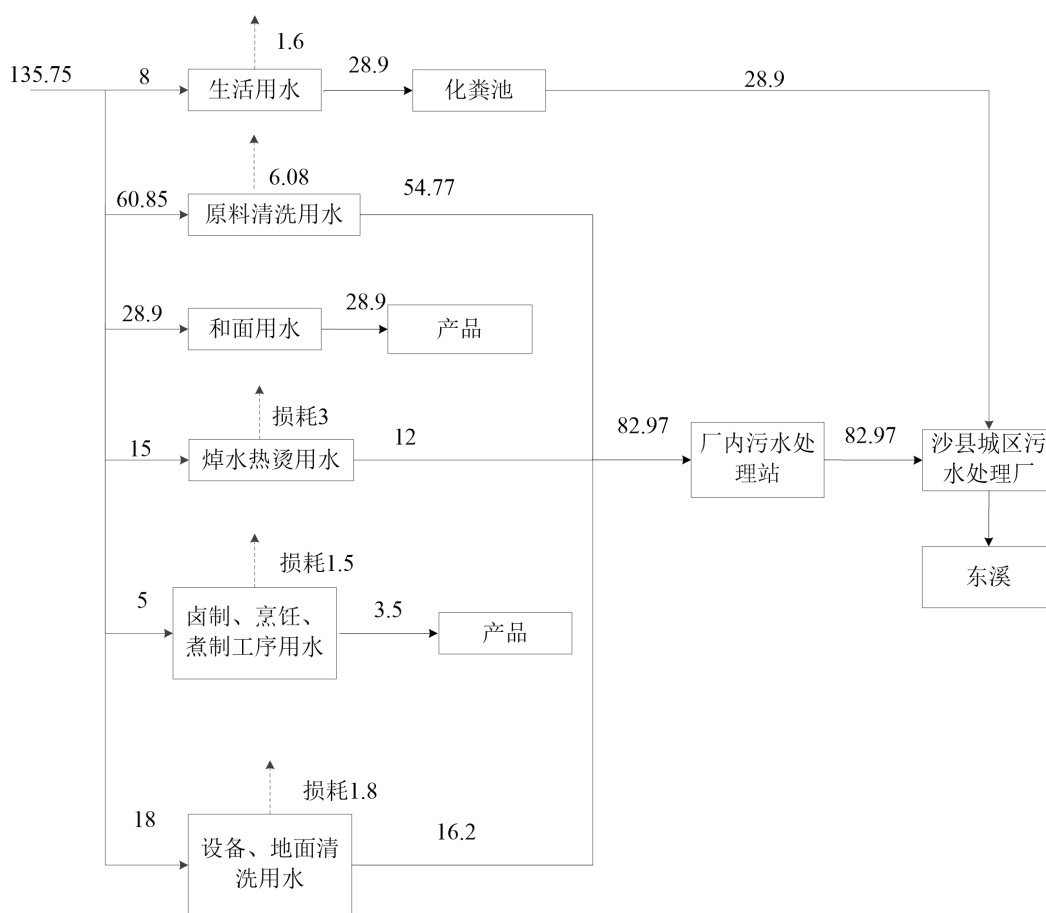 1.6
135.75
8
生活用水
28.9
化粪池
28.9
6.08
60.85
原料清洗用水
54.77
28.9
和面用水
28.9
产品
损耗3
15
焯水热烫用水
12
82.97
厂内污水处
理站
82.97
沙县城区污
水处理厂
东溪
损耗1.5
5
卤制、烹饪、
煮制工序用水
3.5
产品
损耗1.8
18
设备、地面清
洗用水
16.2